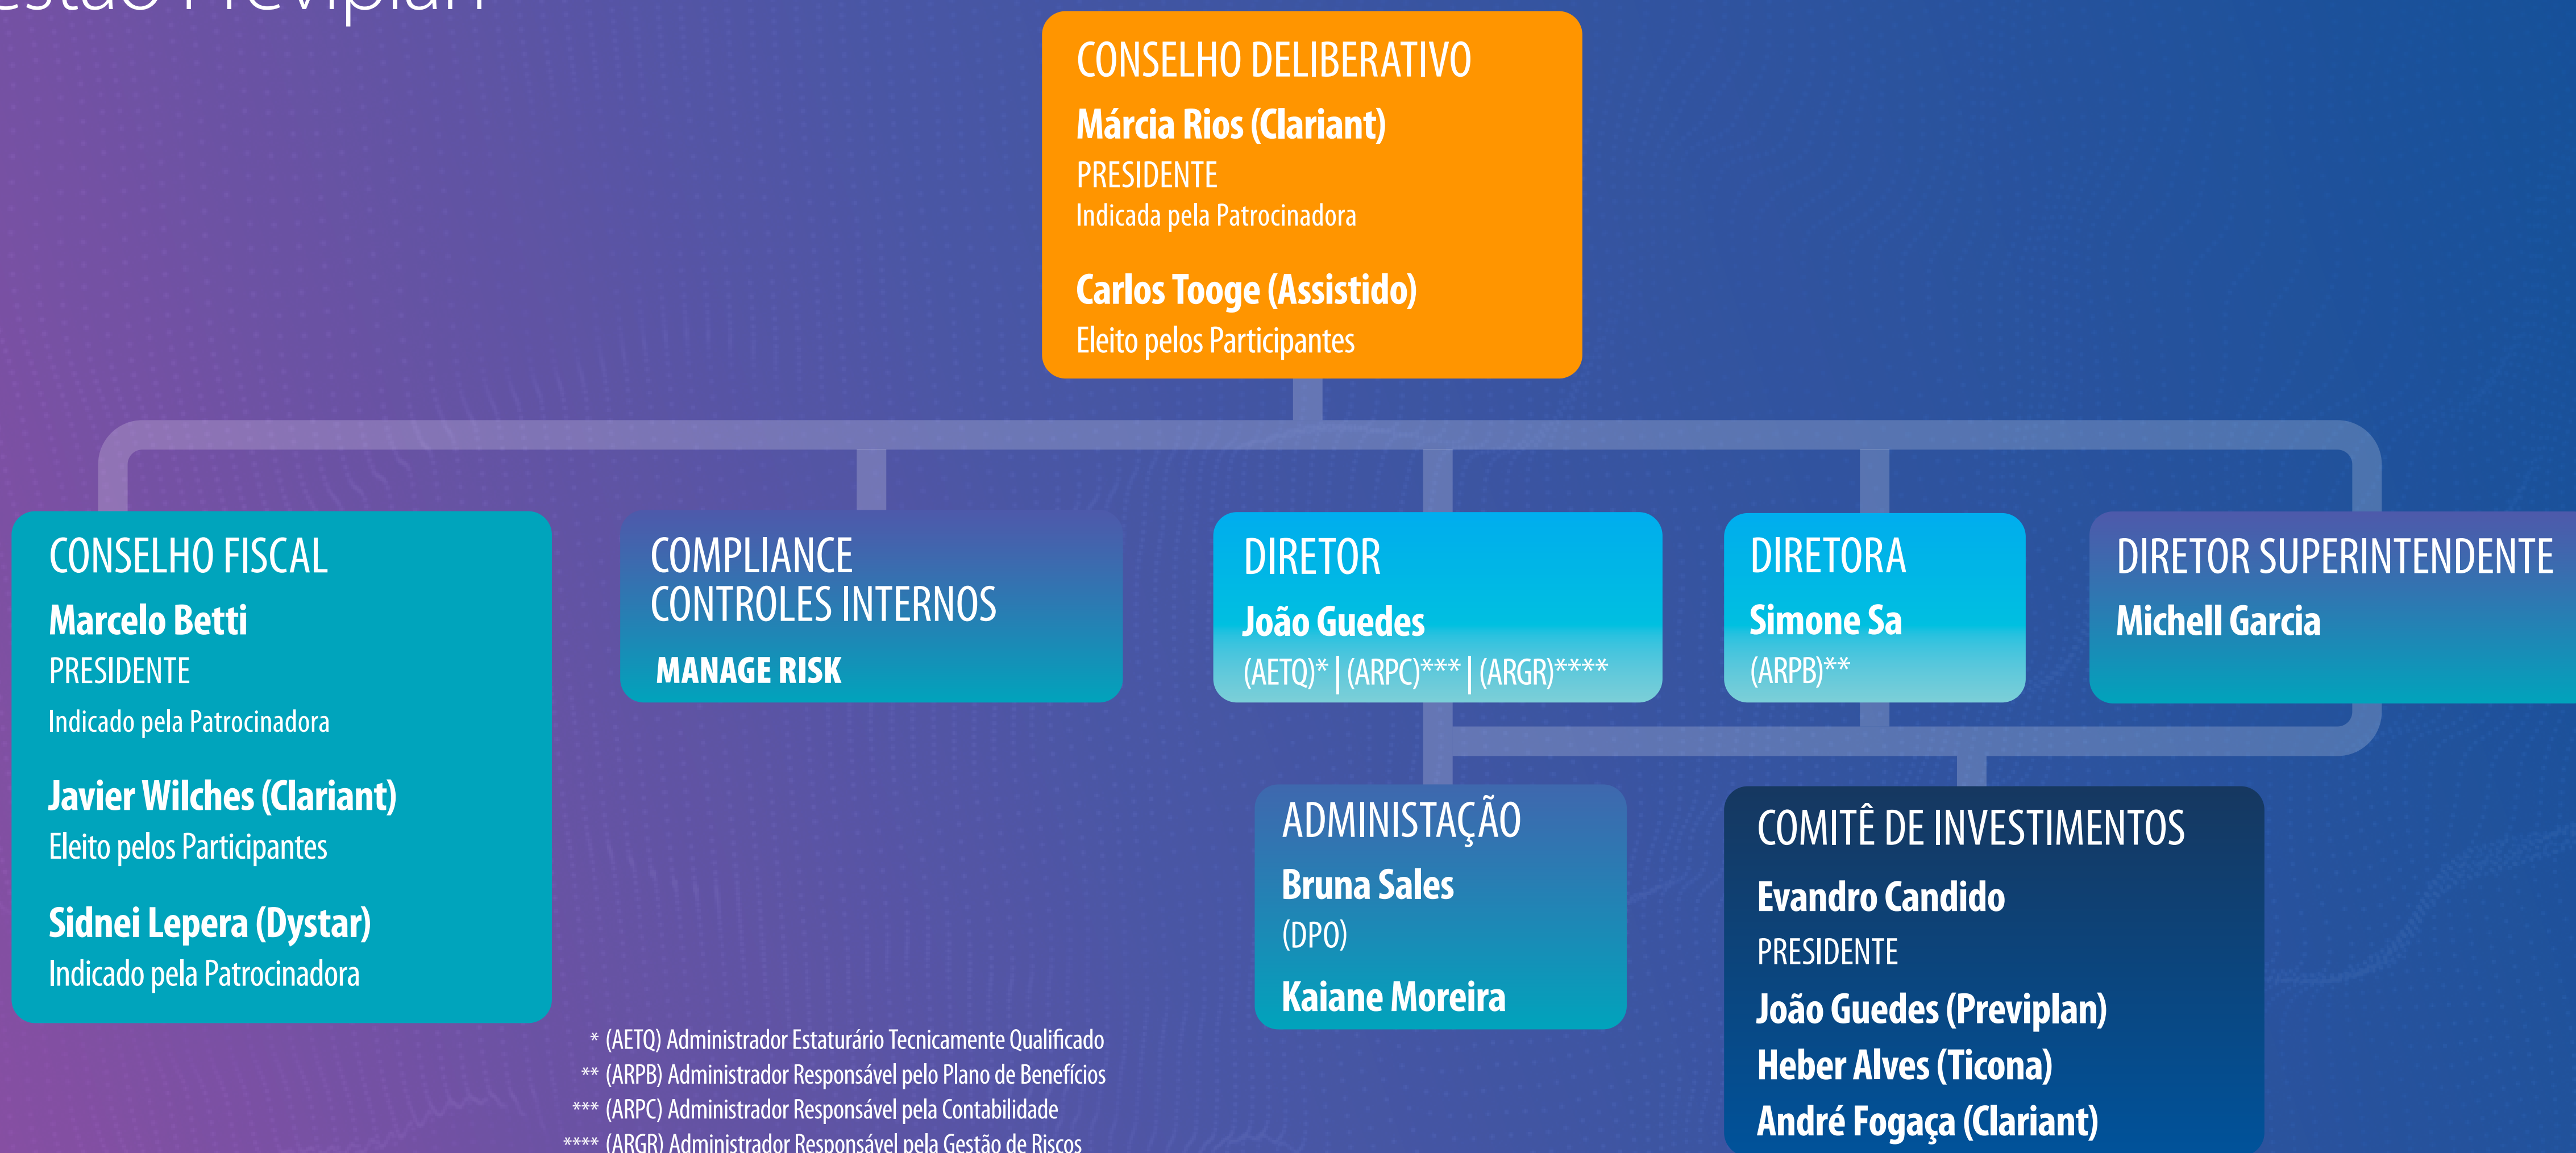 Previplan
CONSELHO DELIBERATIVO
Márcia Rios (Clariant)
PRESIDENTE
Indicada pela Patrocinadora
Carlos Tooge (Assistido)
Eleito pelos Participantes
CONSELHO FISCAL
Marcelo Betti
PRESIDENTE
Indicado pela Patrocinadora
Javier Wilches (Clariant)
Eleito pelos Participantes
Sidnei Lepera (Dystar)
Indicado pela Patrocinadora
COMPLIANCE
CONTROLES INTERNOS
MANAGE RISK
DIRETOR
João Guedes
(AETQ)* | (ARPC)*** | (ARGR)****
DIRETORA
Simone Sa
(ARPB)**
DIRETOR SUPERINTENDENTE
Michell Garcia
ADMINISTAÇÃO
Bruna Sales
(DPO)
Kaiane Moreira
COMITÊ DE INVESTIMENTOS
Evandro Candido
PRESIDENTE
João Guedes (Previplan)
Heber Alves (Ticona)
André Fogaça (Clariant)
* (AETQ) Administrador Estaturário Tecnicamente Qualificado
** (ARPB) Administrador Responsável pelo Plano de Benefícios
*** (ARPC) Administrador Responsável pela Contabilidade
**** (ARGR) Administrador Responsável pela Gestão de Riscos